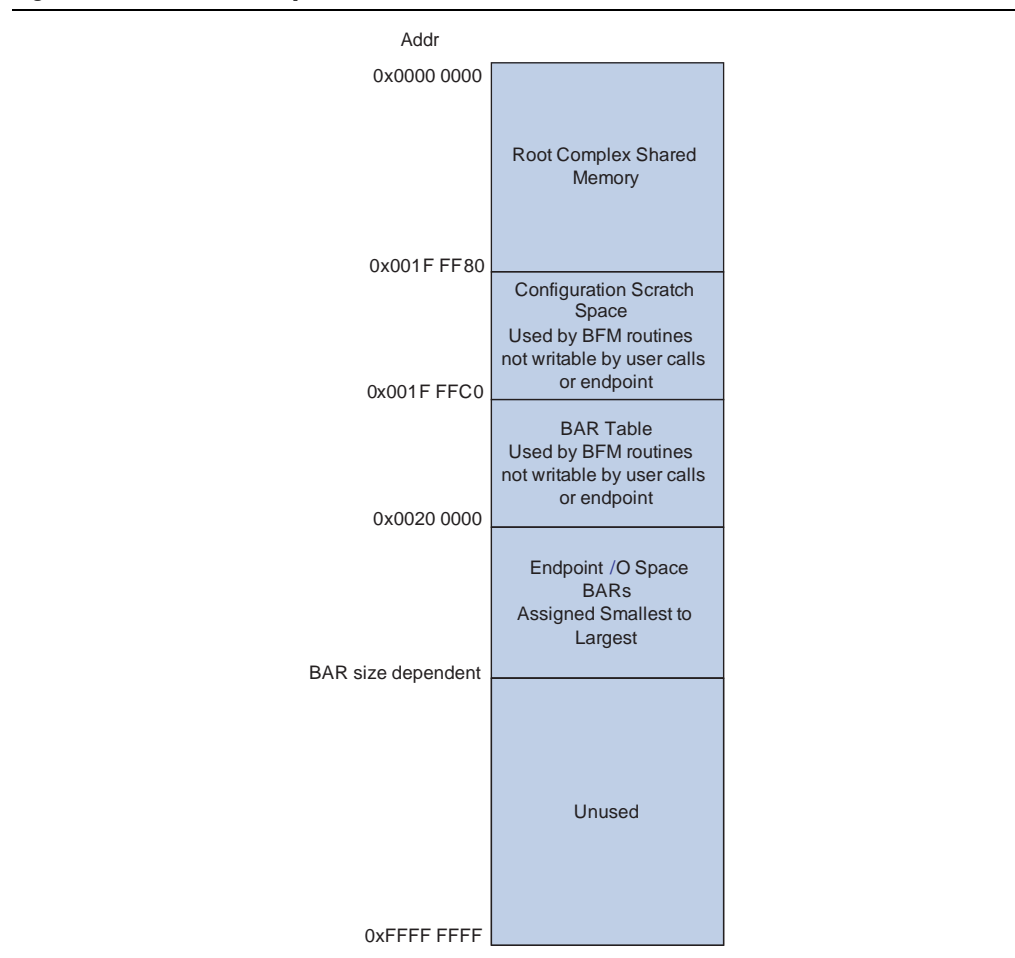 Addr
0x0000 0000
Root Complex Shared
Memory
0x001F FF80
Configuration Scratch
Space
Used by BFM routines
not writable by user calls
or endpoint
0x001F FFC0
BAR Table
Used by BFM routines
not writable by user calls
or endpoint
0x0020 0000
Endpoint /O Space
BARs
Assigned Smallest to
Largest
BAR size dependent
Unused
0xFFFF FFFF